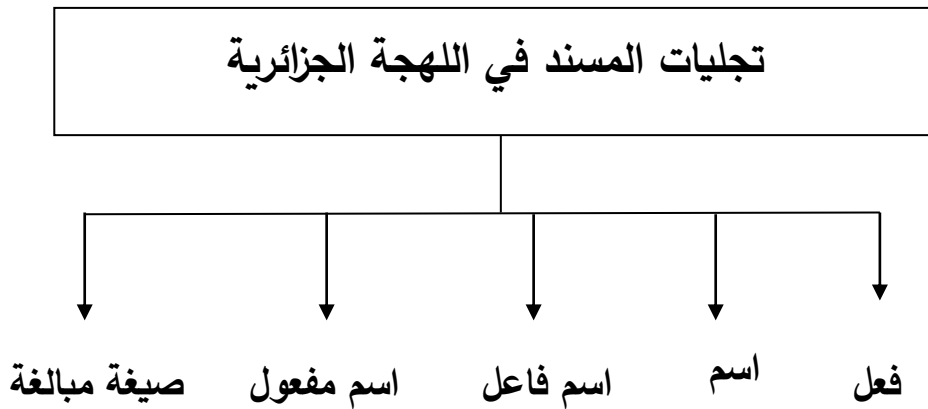 تجليات المسند في اللهجة الجزائرية
فعل اسم اسم فاعل اسم مفعول صيغة مبالغة